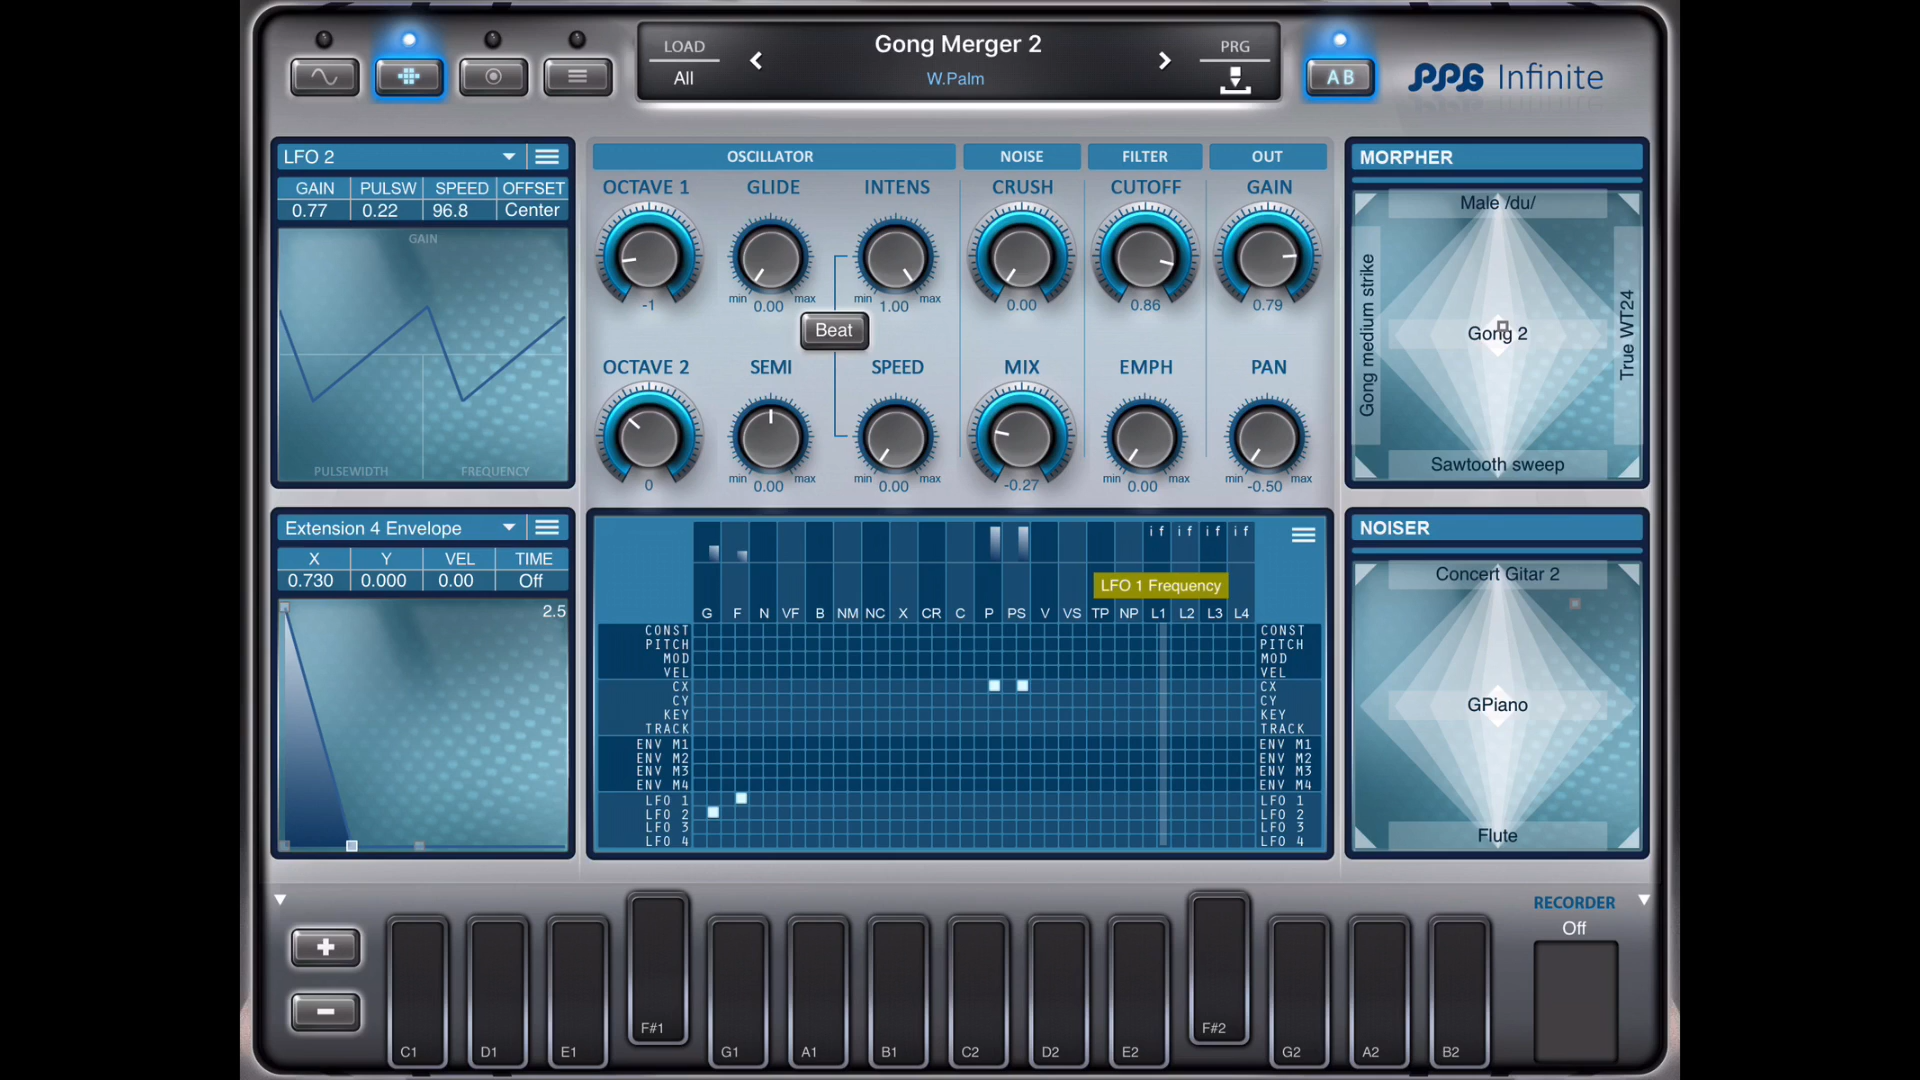 LOAD
All
Gong Merger 2
W.Palm
PRG
AB
PPG Infinite
LFO 2
GAIN PULSW SPEED OFFSET
0.77 0.22 96.8 Center
GAIN
PULSEWIDTH FREQUENCY
OSCILLATOR NOISE FILTER OUT
OCTAVE 1 GLIDE INTENS CRUSH CUTOFF GAIN
min max min max
-1 0.00 1.00 0.00 0.86 0.79
Beat
OCTAVE 2 SEMI SPEED MIX EMPH PAN
min max min max min max min max
0 0.00 0.00 -0.27 0.00 -0.50
MORPHER
Male /du/
Gong medium strike
Gong 2
True WT24
Sawtooth sweep
Extension 4 Envelope
X Y VEL TIME
0.730 0.000 0.00 Off
2.5
i f i f i f i f
LFO 1 Frequency
G F N VF B NM NC X CR C P PS V VS TP NP L1 L2 L3 L4
CONST CONST
PITCH PITCH
MOD MOD
VEL VEL
CX CX
CY CY
KEY KEY
TRACK TRACK
ENV M1 ENV M1
ENV M2 ENV M2
ENV M3 ENV M3
ENV M4 ENV M4
LFO 1 LFO 1
LFO 2 LFO 2
LFO 3 LFO 3
LFO 4 LFO 4
NOISER
Concert Gitar 2
GPiano
Flute
RECORDER
Off
F#1 F#2
C1 D1 E1 G1 A1 B1 C2 D2 E2 G2 A2 B2